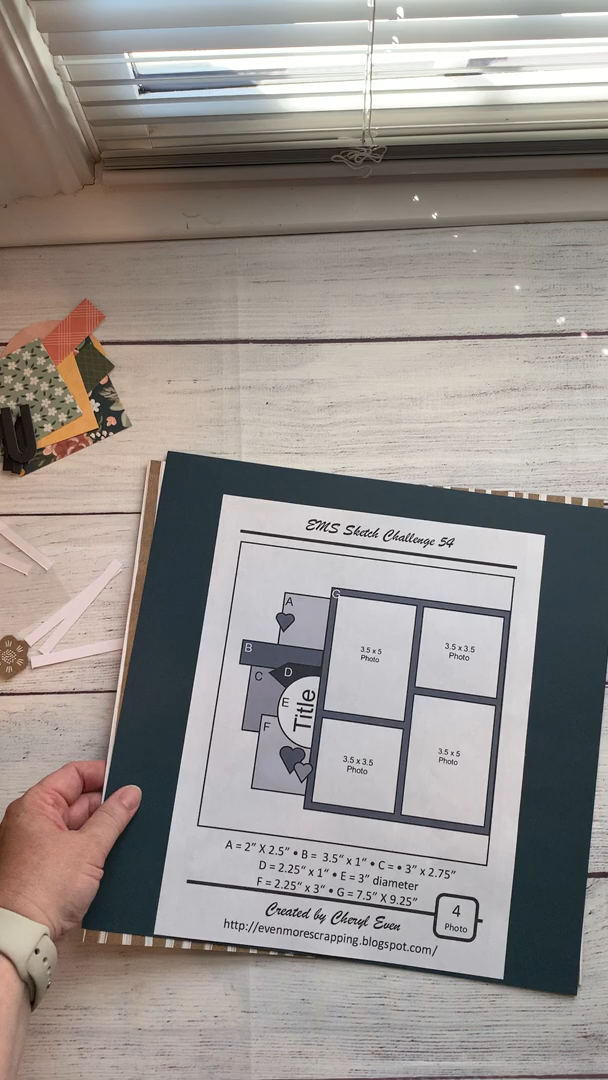 EMS Sketch Challenge 54
G
A
3.5 x 5
Photo
3.5 x 3.5
Photo
B
C
D
E
Title
F
3.5 x 3.5
Photo
3.5 x 5
Photo
A = 2” X 2.5” • B = 3.5” x 1” • C = • 3” x 2.75”
D = 2.25” x 1” • E = 3” diameter
F = 2.25” x 3” • G = 7.5” X 9.25”
Created by Cheryl Even
http://evenmorescrapping.blogspot.com/
4
Photo